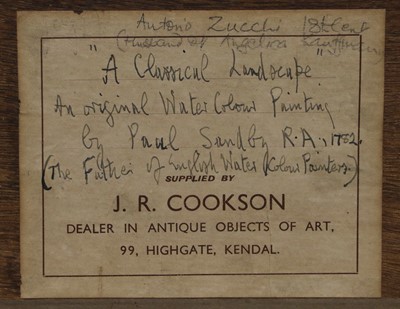 Antonio Zucchi 18th Cent
(Husband of Angelica Kauffman)
"A Classical Landscape"
An original Water Colour Painting
by Paul Sandby R.A.,
(The Father of English Water Colour Painters.)
SUPPLIED BY
J. R. COOKSON
DEALER IN ANTIQUE OBJECTS OF ART,
99, HIGHGATE, KENDAL.